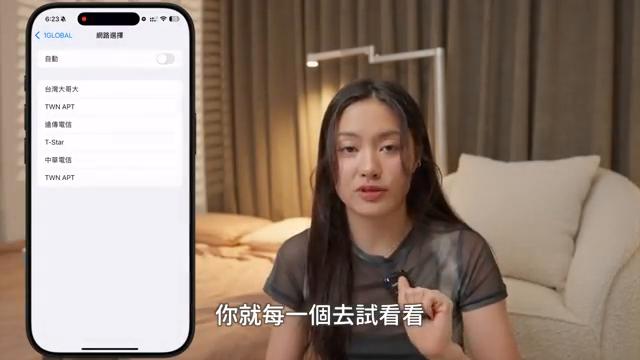 6:23
1GLOBAL
網路選擇
自動
台灣大哥大
TWN APT
遠傳電信
T-Star
中華電信
TWN APT
你就每一個去試看看